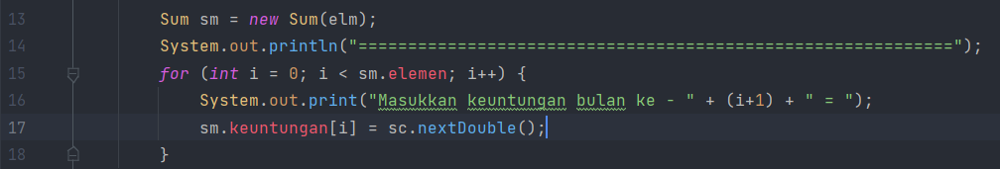 13 Sum sm = new Sum(elm);
14 System.out.println("============================================================");
15 for (int i = 0; i < sm.elemen; i++) {
16 System.out.print("Masukkan keuntungan bulan ke - " + (i+1) + " = ");
17 sm.keuntungan[i] = sc.nextDouble();
18 }